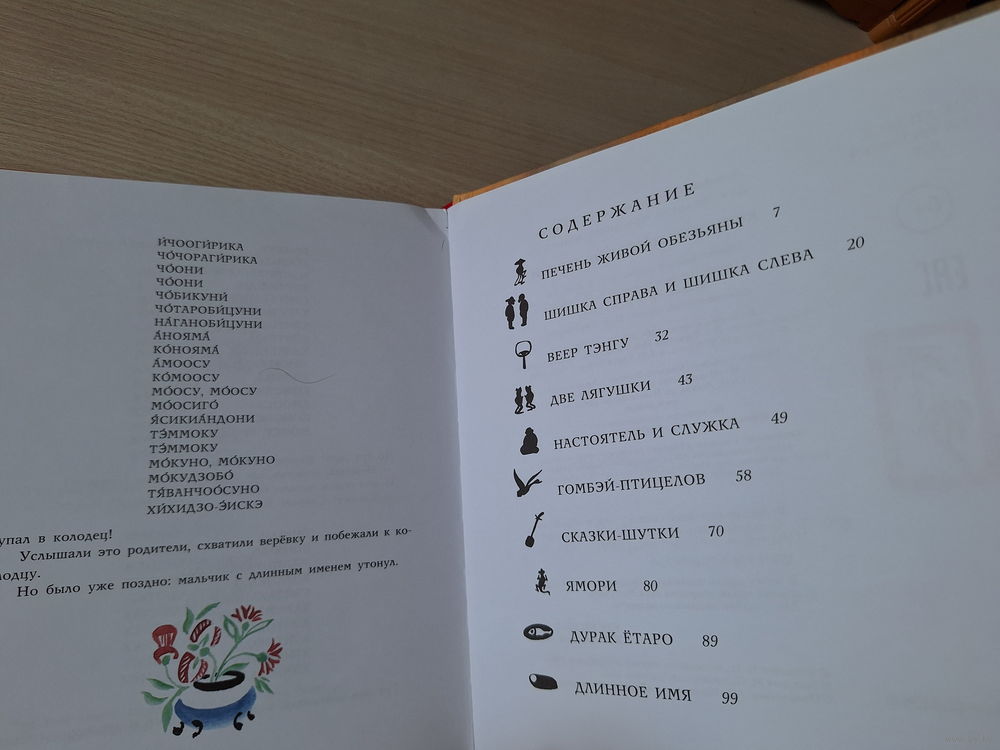 И́ЧООГИ́РИКА
ЧО́ЧОРАГИ́РИКА
ЧО́ОНИ
ЧО́ОНИ
ЧО́БИКУНИ́
ЧО́ТАРОБИ́ЦУНИ
НА́ГАНОБИ́ЦУНИ
А́НОЯМА́
КО́НОЯМА́
А́МООСУ
КО́МООСУ
МО́ОСУ, МО́ОСУ
МО́ОСИГО́
Я́СИКИА́НДОНИ
ТЭ́ММОКУ
ТЭ́ММОКУ
МО́КУНО, МО́КУНО
МО́КУДЗОБО́
ТЯ́ВАНЧОО́СУНО
ХИ́ХИДЗО-Э́ИСКЭ
упал в колодец!
Услышали это родители, схватили верёвку и побежали к ко-
лодцу.
Но было уже поздно: мальчик с длинным именем утонул.
СОДЕРЖАНИЕ
ПЕЧЕНЬ ЖИВОЙ ОБЕЗЬЯНЫ 7
ШИШКА СПРАВА И ШИШКА СЛЕВА 20
ВЕЕР ТЭНГУ 32
ДВЕ ЛЯГУШКИ 43
НАСТОЯТЕЛЬ И СЛУЖКА 49
ГОМБЭЙ-ПТИЦЕЛОВ 58
СКАЗКИ-ШУТКИ 70
ЯМОРИ 80
ДУРАК ЁТАРО 89
ДЛИННОЕ ИМЯ 99